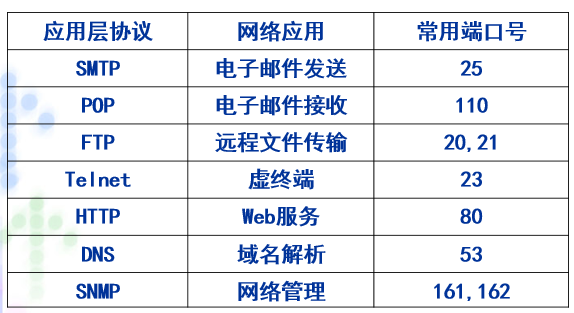 应用层协议 网络应用 常用端口号
SMTP 电子邮件发送 25
POP 电子邮件接收 110
FTP 远程文件传输 20,21
Telnet 虚终端 23
HTTP Web服务 80
DNS 域名解析 53
SNMP 网络管理 161,162